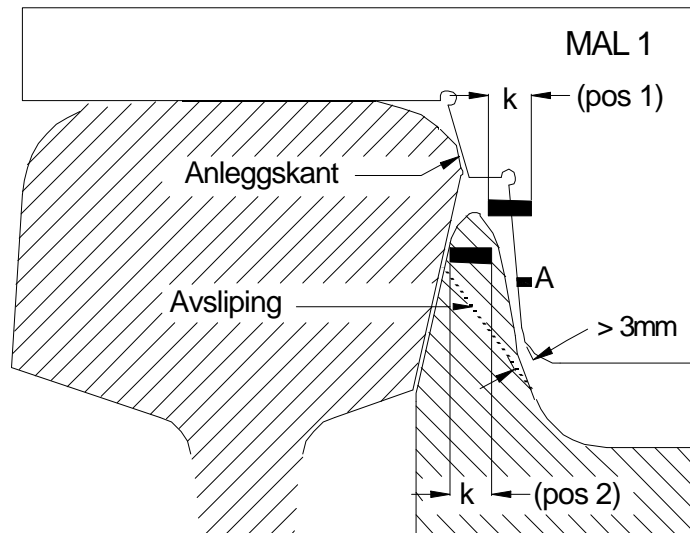 MAL 1
k (pos 1)
Anleggskant
A
Avsliping
> 3mm
k (pos 2)